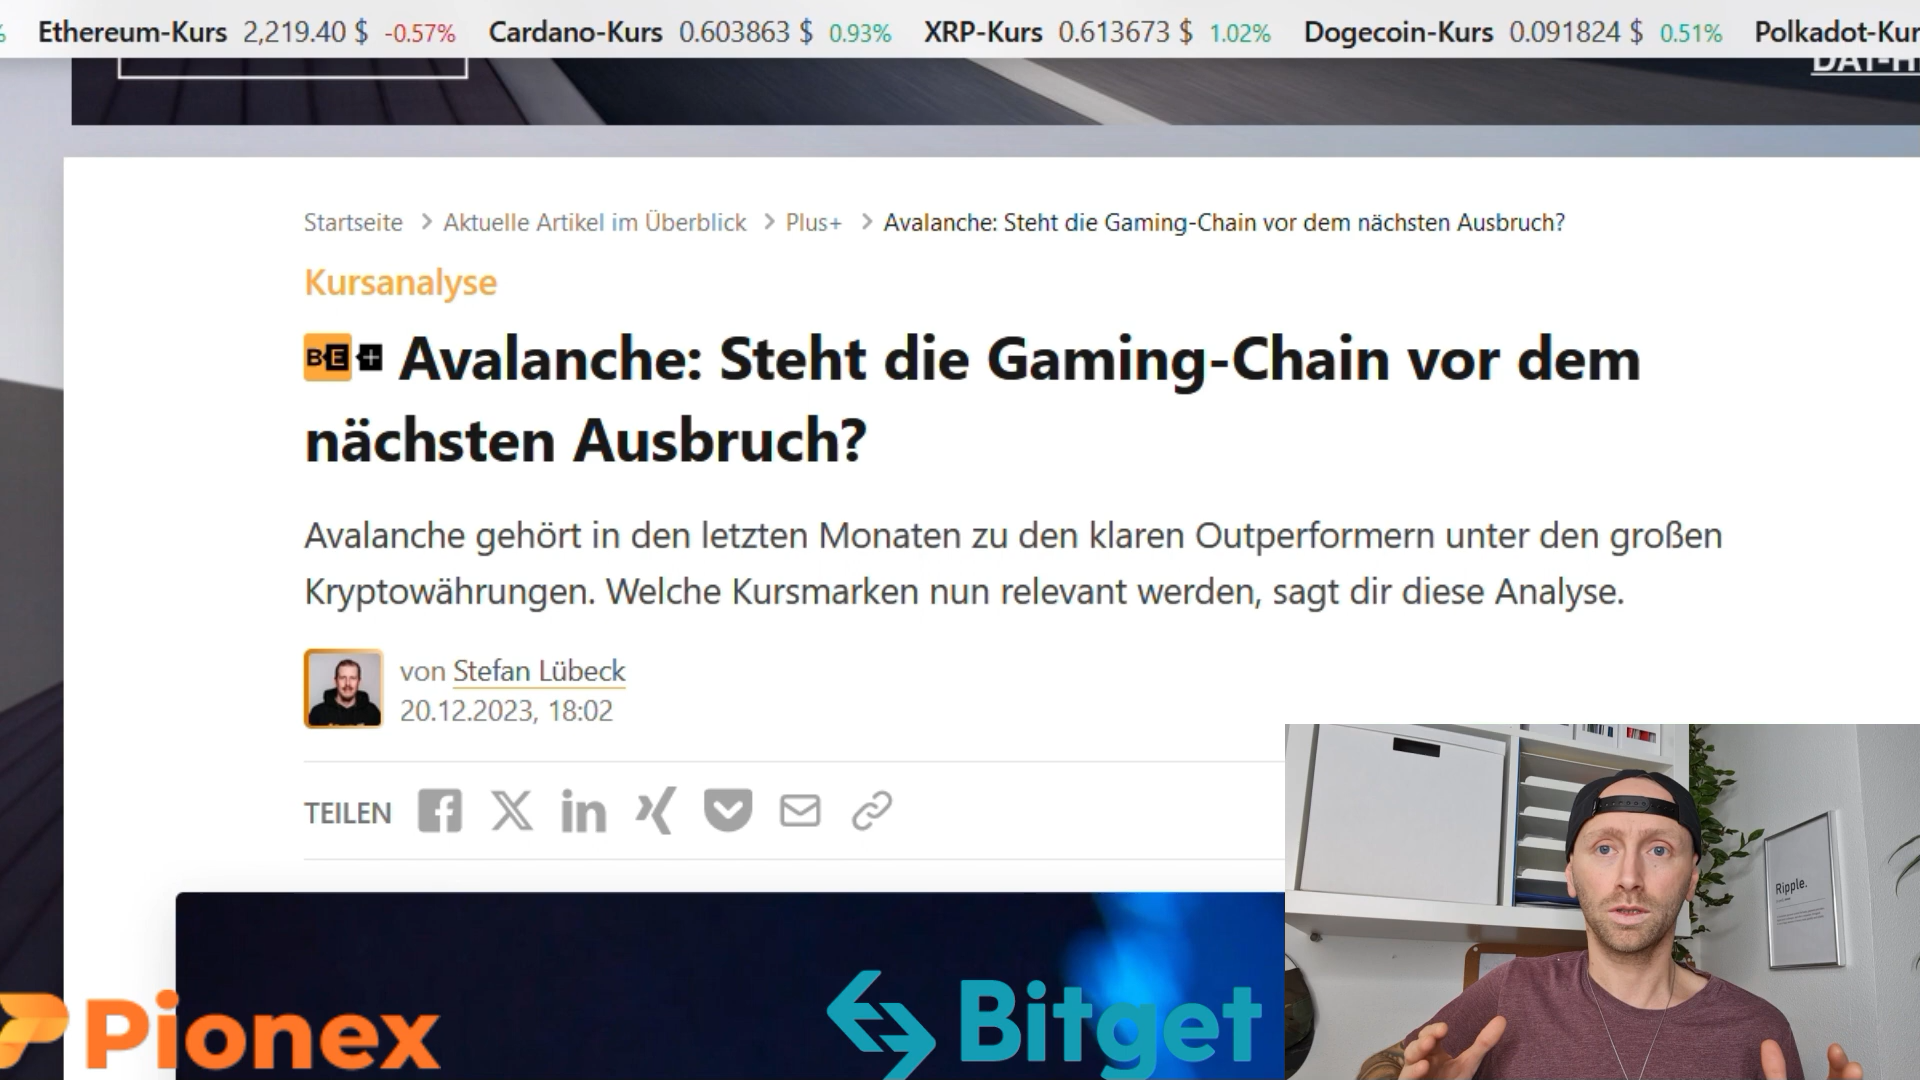 Ethereum-Kurs 2,219.40 $ -0.57% Cardano-Kurs 0.603863 $ 0.93% XRP-Kurs 0.613673 $ 1.02% Dogecoin-Kurs 0.091824 $ 0.51% Polkadot-Kur
Startseite > Aktuelle Artikel im Überblick > Plus+ > Avalanche: Steht die Gaming-Chain vor dem nächsten Ausbruch?
Kursanalyse
BE+ Avalanche: Steht die Gaming-Chain vor dem
nächsten Ausbruch?
Avalanche gehört in den letzten Monaten zu den klaren Outperformern unter den großen
Kryptowährungen. Welche Kursmarken nun relevant werden, sagt dir diese Analyse.
von Stefan Lübeck
20.12.2023, 18:02
TEILEN
Ripple.
Pionex
Bitget